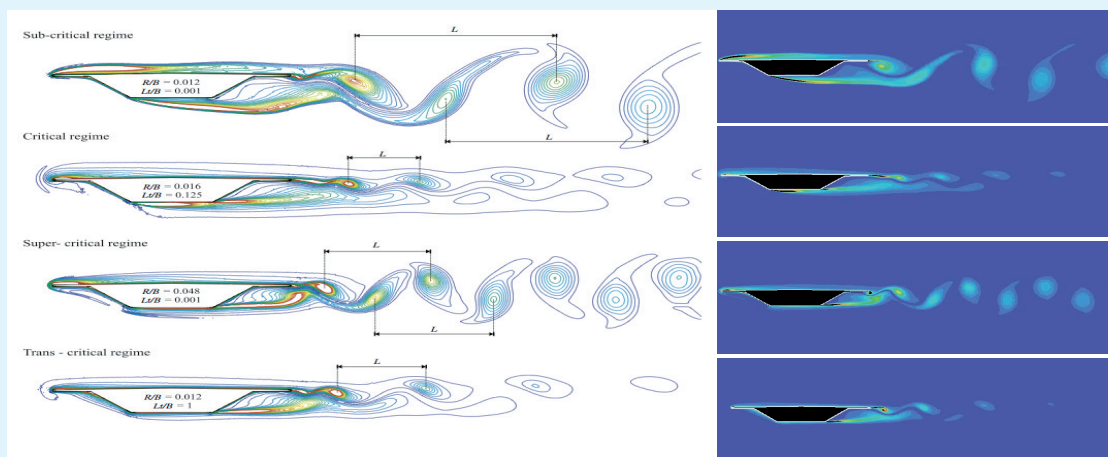 Sub-critical regime
L
R/B = 0.012
Lt/B = 0.001
L
Critical regime
L
R/B = 0.016
Lt/B = 0.125
Super- critical regime
L
R/B = 0.048
Lt/B = 0.001
L
Trans - critical regime
L
R/B = 0.012
Lt/B = 1